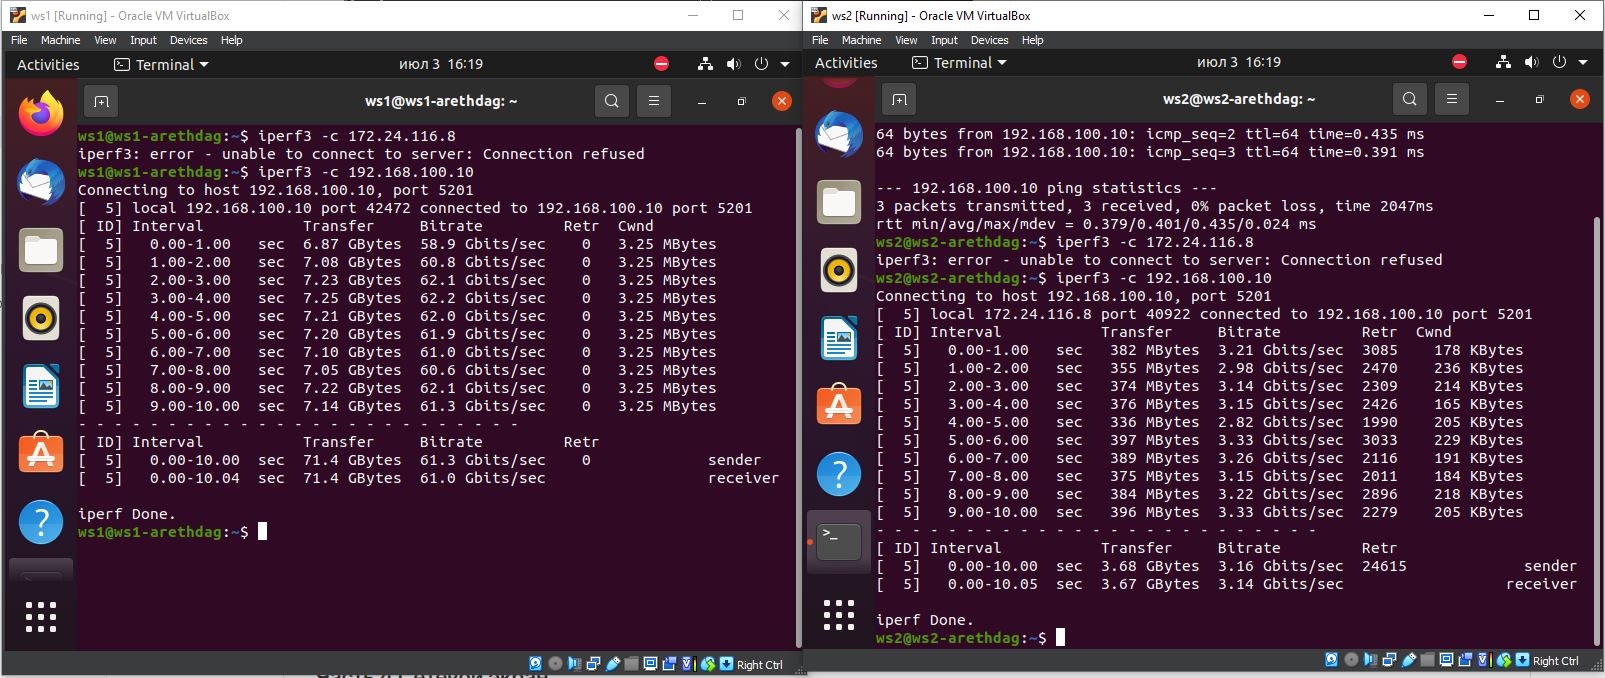 ws1 [Running] - Oracle VM VirtualBox
File Machine View Input Devices Help
Activities Terminal июл 3 16:19
ws1@ws1-arethdag: ~
ws1@ws1-arethdag:~$ iperf3 -c 172.24.116.8
iperf3: error - unable to connect to server: Connection refused
ws1@ws1-arethdag:~$ iperf3 -c 192.168.100.10
Connecting to host 192.168.100.10, port 5201
[  5] local 192.168.100.10 port 42472 connected to 192.168.100.10 port 5201
[ ID] Interval           Transfer     Bitrate         Retr  Cwnd
[  5]   0.00-1.00   sec  6.87 GBytes  58.9 Gbits/sec    0   3.25 MBytes
[  5]   1.00-2.00   sec  7.08 GBytes  60.8 Gbits/sec    0   3.25 MBytes
[  5]   2.00-3.00   sec  7.23 GBytes  62.1 Gbits/sec    0   3.25 MBytes
[  5]   3.00-4.00   sec  7.25 GBytes  62.2 Gbits/sec    0   3.25 MBytes
[  5]   4.00-5.00   sec  7.21 GBytes  62.0 Gbits/sec    0   3.25 MBytes
[  5]   5.00-6.00   sec  7.20 GBytes  61.9 Gbits/sec    0   3.25 MBytes
[  5]   6.00-7.00   sec  7.10 GBytes  61.0 Gbits/sec    0   3.25 MBytes
[  5]   7.00-8.00   sec  7.05 GBytes  60.6 Gbits/sec    0   3.25 MBytes
[  5]   8.00-9.00   sec  7.22 GBytes  62.1 Gbits/sec    0   3.25 MBytes
[  5]   9.00-10.00  sec  7.14 GBytes  61.3 Gbits/sec    0   3.25 MBytes
- - - - - - - - - - - - - - - - - - - - - - - - -
[ ID] Interval           Transfer     Bitrate         Retr
[  5]   0.00-10.00  sec  71.4 GBytes  61.3 Gbits/sec    0             sender
[  5]   0.00-10.04  sec  71.4 GBytes  61.0 Gbits/sec                  receiver
iperf Done.
ws1@ws1-arethdag:~$
Right Ctrl
ws2 [Running] - Oracle VM VirtualBox
File Machine View Input Devices Help
Activities Terminal июл 3 16:19
ws2@ws2-arethdag: ~
64 bytes from 192.168.100.10: icmp_seq=2 ttl=64 time=0.435 ms
64 bytes from 192.168.100.10: icmp_seq=3 ttl=64 time=0.391 ms
--- 192.168.100.10 ping statistics ---
3 packets transmitted, 3 received, 0% packet loss, time 2047ms
rtt min/avg/max/mdev = 0.379/0.401/0.435/0.024 ms
ws2@ws2-arethdag:~$ iperf3 -c 172.24.116.8
iperf3: error - unable to connect to server: Connection refused
ws2@ws2-arethdag:~$ iperf3 -c 192.168.100.10
Connecting to host 192.168.100.10, port 5201
[  5] local 172.24.116.8 port 40922 connected to 192.168.100.10 port 5201
[ ID] Interval           Transfer     Bitrate         Retr  Cwnd
[  5]   0.00-1.00   sec   382 MBytes  3.21 Gbits/sec  3085    178 KBytes
[  5]   1.00-2.00   sec   355 MBytes  2.98 Gbits/sec  2470    236 KBytes
[  5]   2.00-3.00   sec   374 MBytes  3.14 Gbits/sec  2309    214 KBytes
[  5]   3.00-4.00   sec   376 MBytes  3.15 Gbits/sec  2426    165 KBytes
[  5]   4.00-5.00   sec   336 MBytes  2.82 Gbits/sec  1990    205 KBytes
[  5]   5.00-6.00   sec   397 MBytes  3.33 Gbits/sec  3033    229 KBytes
[  5]   6.00-7.00   sec   389 MBytes  3.26 Gbits/sec  2116    191 KBytes
[  5]   7.00-8.00   sec   375 MBytes  3.15 Gbits/sec  2011    184 KBytes
[  5]   8.00-9.00   sec   384 MBytes  3.22 Gbits/sec  2896    218 KBytes
[  5]   9.00-10.00  sec   396 MBytes  3.33 Gbits/sec  2279    205 KBytes
- - - - - - - - - - - - - - - - - - - - - - - - -
[ ID] Interval           Transfer     Bitrate         Retr
[  5]   0.00-10.00  sec  3.68 GBytes  3.16 Gbits/sec  24615             sender
[  5]   0.00-10.05  sec  3.67 GBytes  3.14 Gbits/sec                  receiver
iperf Done.
ws2@ws2-arethdag:~$
Right Ctrl